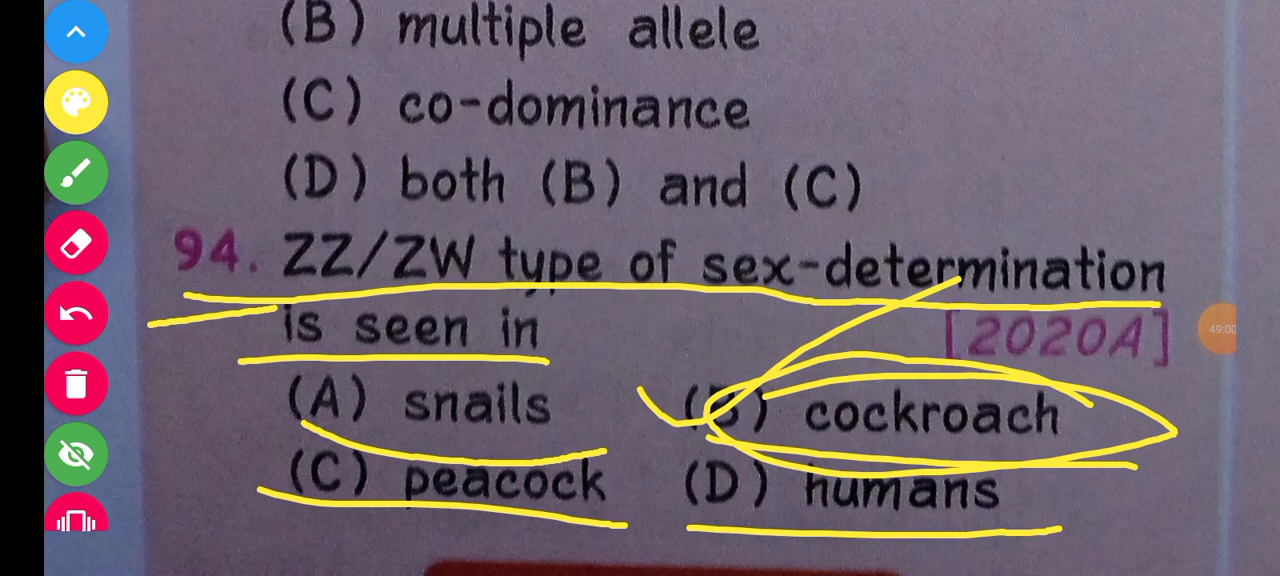 (B) multiple allele
(C) co-dominance
(D) both (B) and (C)
94. ZZ/ZW type of sex-determination
is seen in [2020A]
(A) snails (B) cockroach
(C) peacock (D) humans
49:00